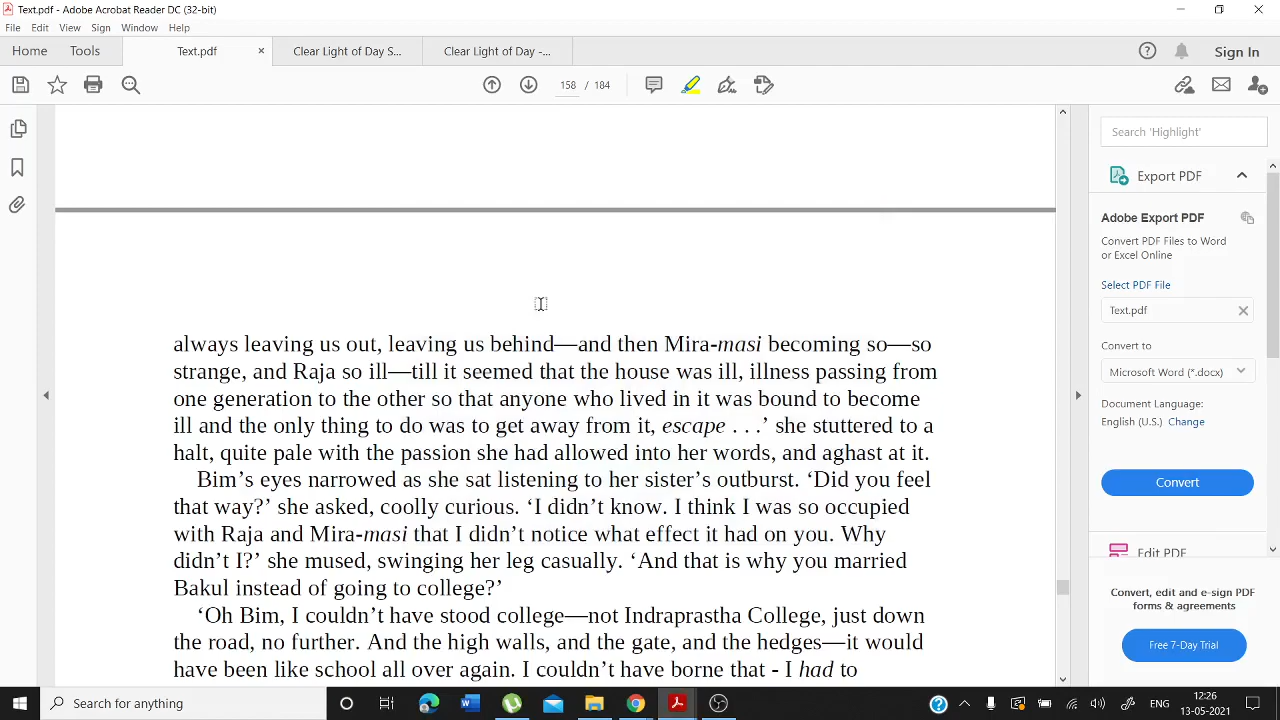 Text.pdf - Adobe Acrobat Reader DC (32-bit)
File Edit View Sign Window Help
Home Tools Text.pdf × Clear Light of Day S... Clear Light of Day -... Sign In
158 / 184
Search 'Highlight'
Export PDF
Adobe Export PDF
Convert PDF Files to Word
or Excel Online
Select PDF File
Text.pdf
Convert to
Microsoft Word (*.docx)
Document Language:
English (U.S.) Change
Convert
Edit PDF
Convert, edit and e-sign PDF
forms & agreements
Free 7-Day Trial
always leaving us out, leaving us behind—and then Mira-masi becoming so—so
strange, and Raja so ill—till it seemed that the house was ill, illness passing from
one generation to the other so that anyone who lived in it was bound to become
ill and the only thing to do was to get away from it, escape . . .’ she stuttered to a
halt, quite pale with the passion she had allowed into her words, and aghast at it.
Bim’s eyes narrowed as she sat listening to her sister’s outburst. ‘Did you feel
that way?’ she asked, coolly curious. ‘I didn’t know. I think I was so occupied
with Raja and Mira-masi that I didn’t notice what effect it had on you. Why
didn’t I?’ she mused, swinging her leg casually. ‘And that is why you married
Bakul instead of going to college?’
‘Oh Bim, I couldn’t have stood college—not Indraprastha College, just down
the road, no further. And the high walls, and the gate, and the hedges—it would
have been like school all over again. I couldn’t have borne that - I had to
Search for anything
ENG
12:26
13-05-2021